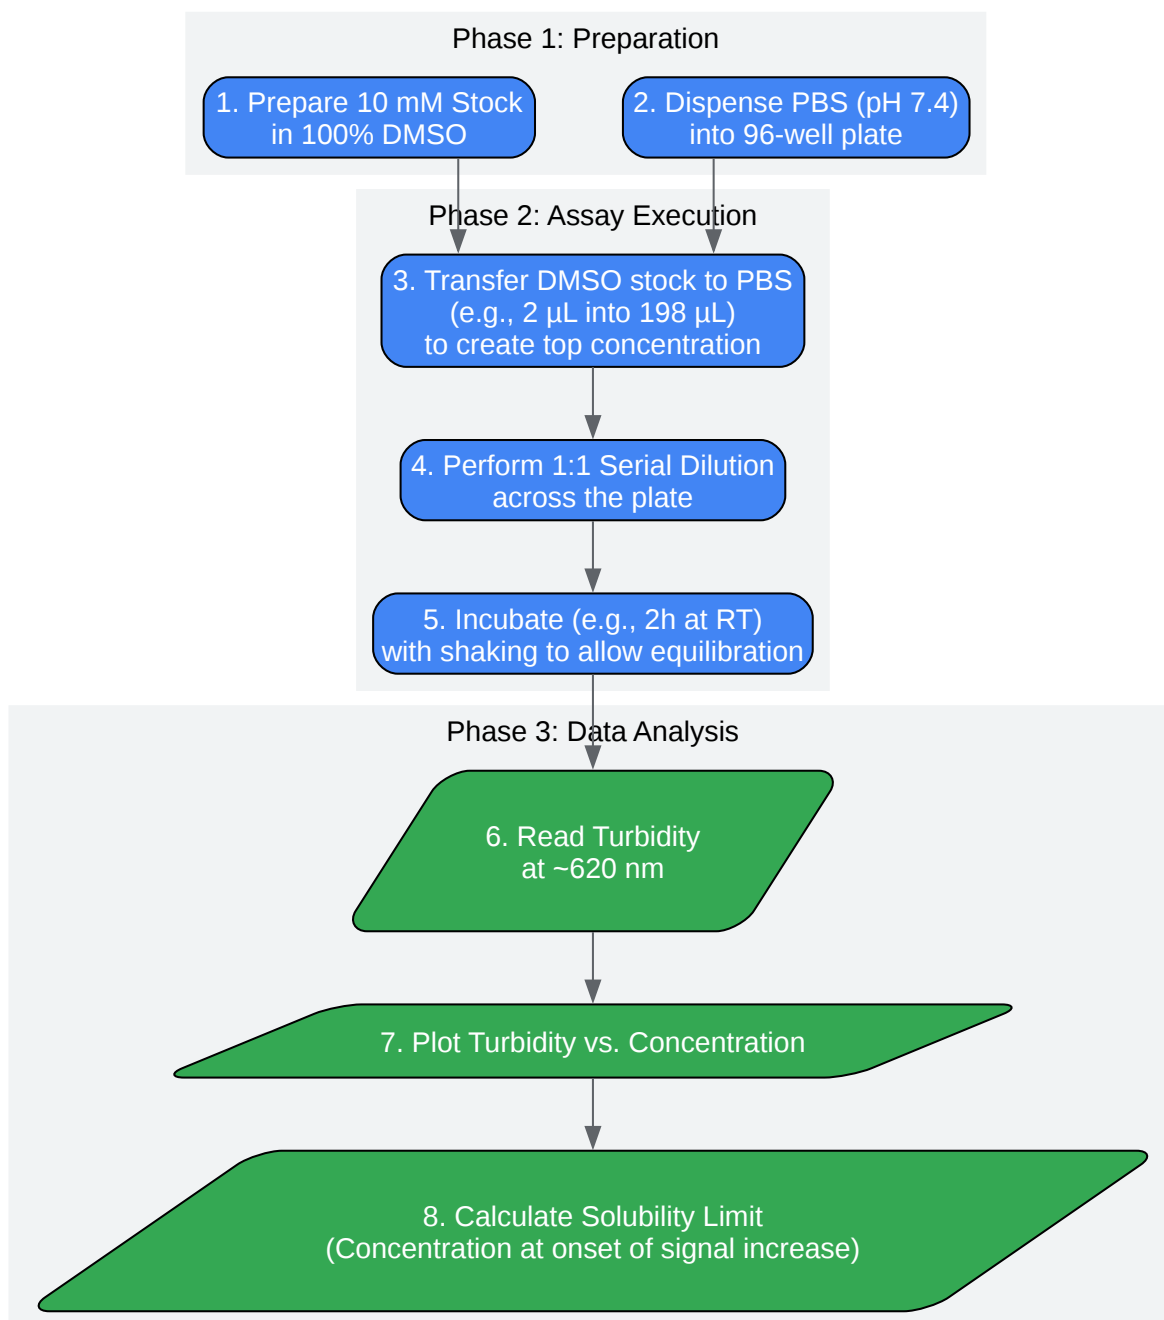 Phase 1: Preparation
1. Prepare 10 mM Stock
in 100% DMSO
2. Dispense PBS (pH 7.4)
into 96-well plate
Phase 2: Assay Execution
3. Transfer DMSO stock to PBS
(e.g., 2 µL into 198 µL)
to create top concentration
4. Perform 1:1 Serial Dilution
across the plate
5. Incubate (e.g., 2h at RT)
with shaking to allow equilibration
Phase 3: Data Analysis
6. Read Turbidity
at ~620 nm
7. Plot Turbidity vs. Concentration
8. Calculate Solubility Limit
(Concentration at onset of signal increase)